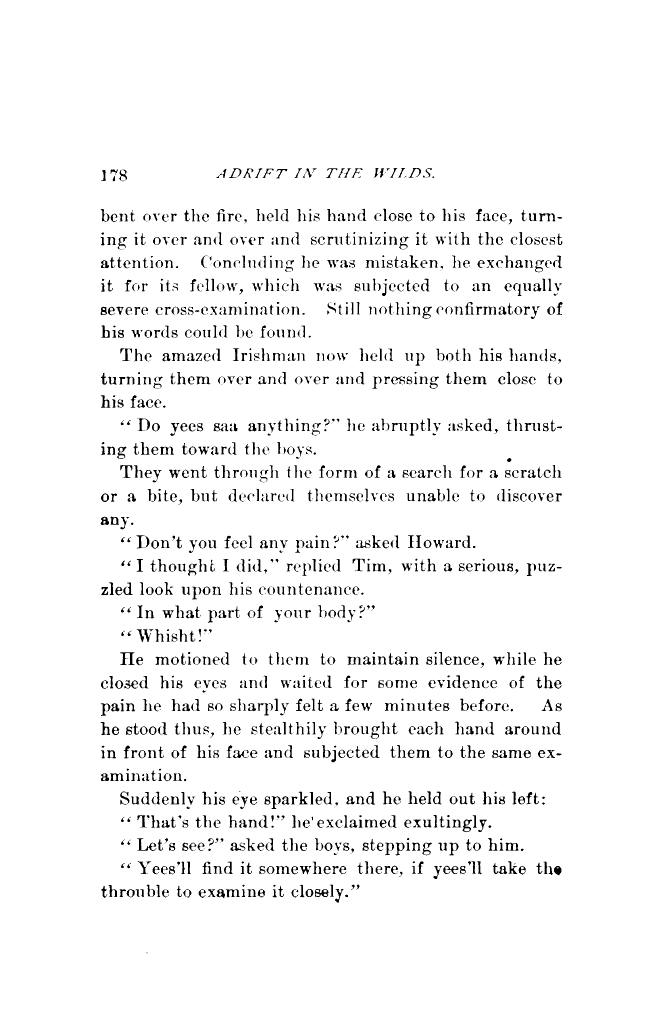 178 ADRIFT IN THE WILDS.
bent over the fire, held his hand close to his face, turn-
ing it over and over and scrutinizing it with the closest
attention. Concluding he was mistaken, he exchanged
it for its fellow, which was subjected to an equally
severe cross-examination. Still nothing confirmatory of
his words could be found.
The amazed Irishman now held up both his hands,
turning them over and over and pressing them close to
his face.
“Do yees saa anything?” he abruptly asked, thrust-
ing them toward the boys.
They went through the form of a search for a scratch
or a bite, but declared themselves unable to discover
any.
“Don't you feel any pain?” asked Howard.
“I thought I did,” replied Tim, with a serious, puz-
zled look upon his countenance.
“In what part of your body?”
“Whisht!”
He motioned to them to maintain silence, while he
closed his eyes and waited for some evidence of the
pain he had so sharply felt a few minutes before. As
he stood thus, he stealthily brought each hand around
in front of his face and subjected them to the same ex-
amination.
Suddenly his eye sparkled, and he held out his left:
“That's the hand!” he exclaimed exultingly.
“Let's see?” asked the boys, stepping up to him.
“Yees'll find it somewhere there, if yees'll take the
throuble to examine it closely.”